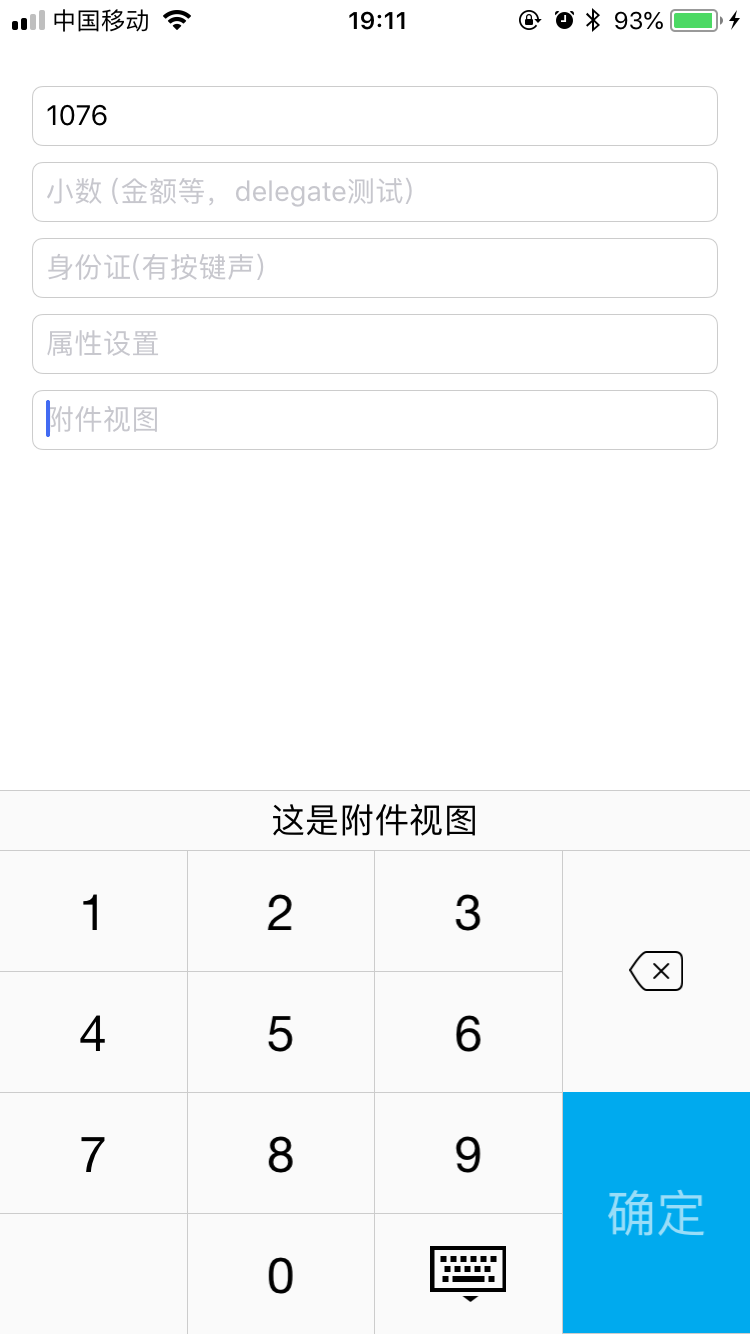 中国移动 19:11 93%
1076
小数 (金额等，delegate测试)
身份证(有按键声)
属性设置
附件视图
这是附件视图
1 2 3
4 5 6
7 8 9
确定
0